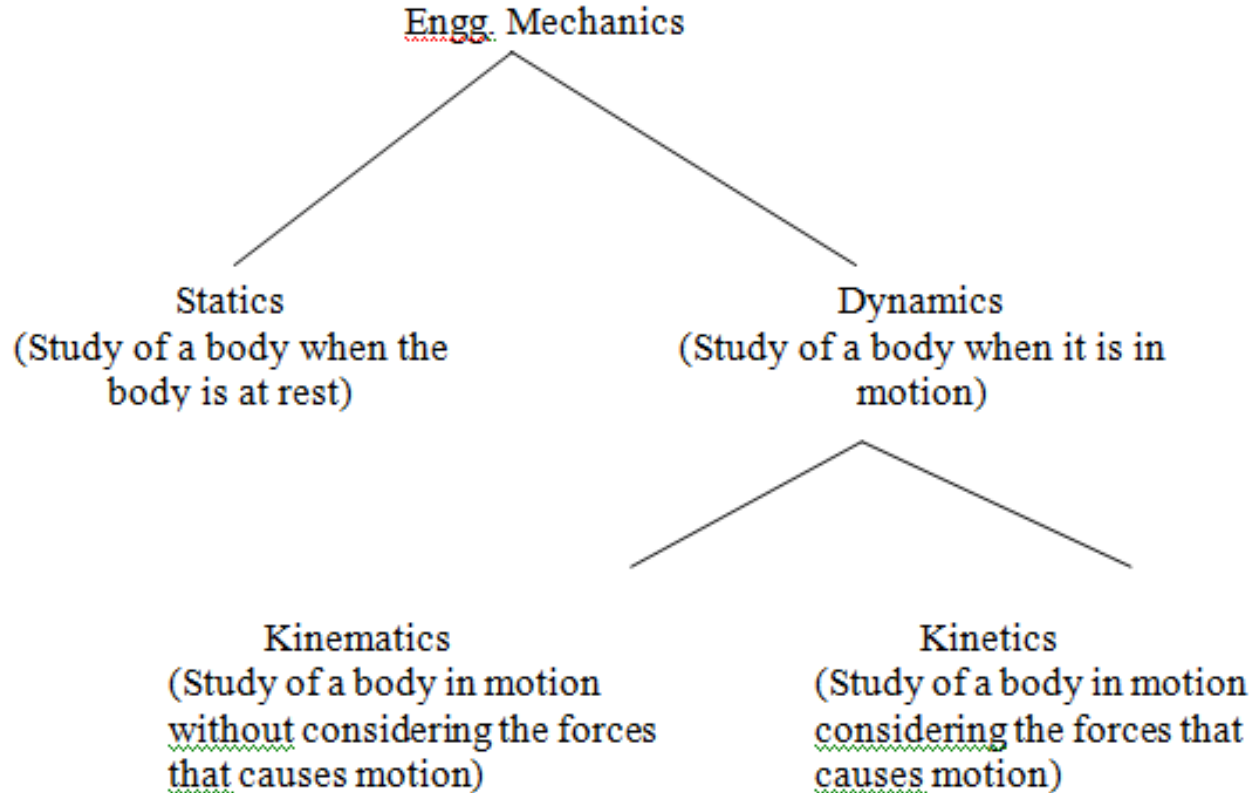 Engg. Mechanics
Statics
(Study of a body when the
body is at rest)
Dynamics
(Study of a body when it is in
motion)
Kinematics
(Study of a body in motion
without considering the forces
that causes motion)
Kinetics
(Study of a body in motion
considering the forces that
causes motion)